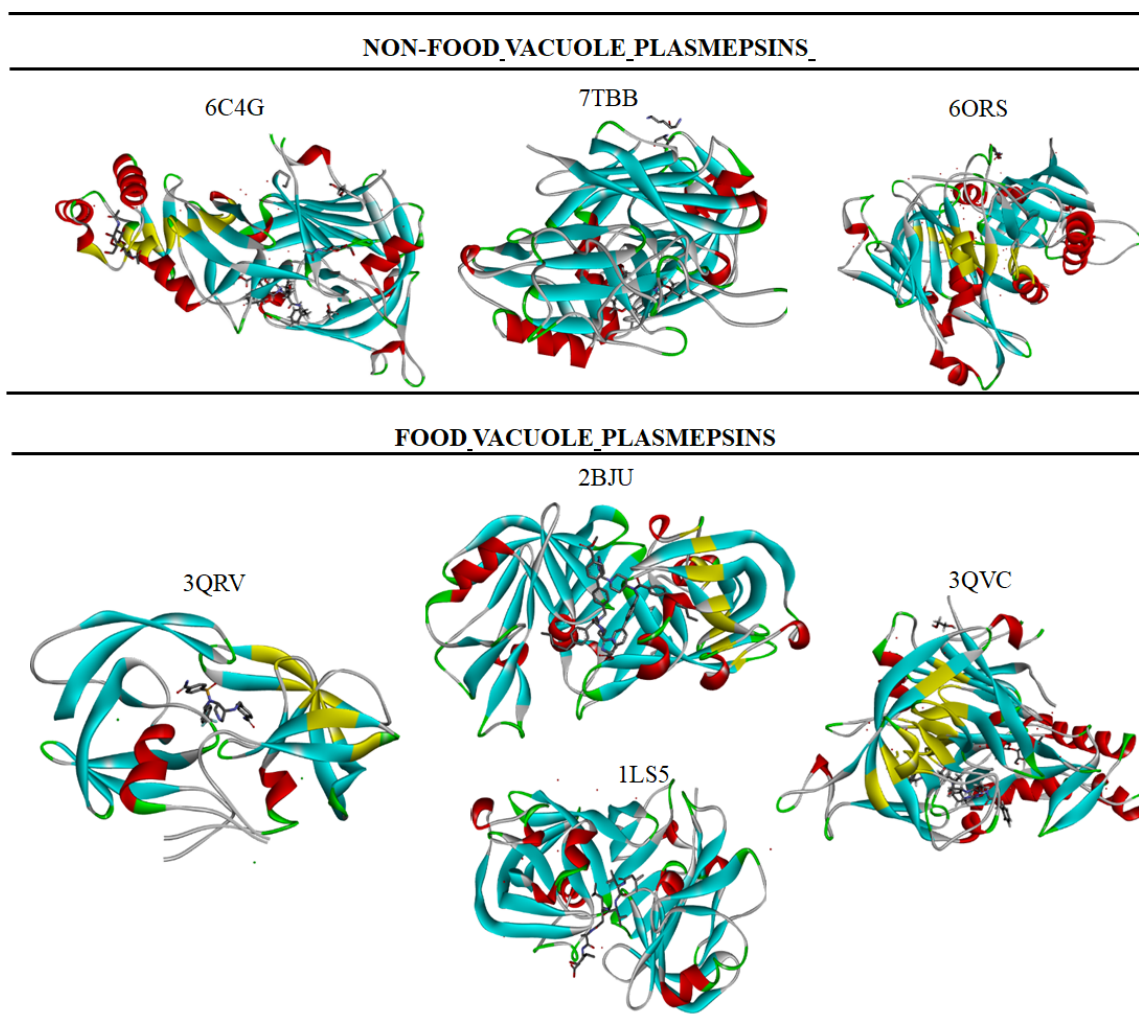 NON-FOOD_VACUOLE_PLASMEPSINS_
6C4G
7TBB
6ORS
FOOD_VACUOLE_PLASMEPSINS
2BJU
3QRV
3QVC
1LS5